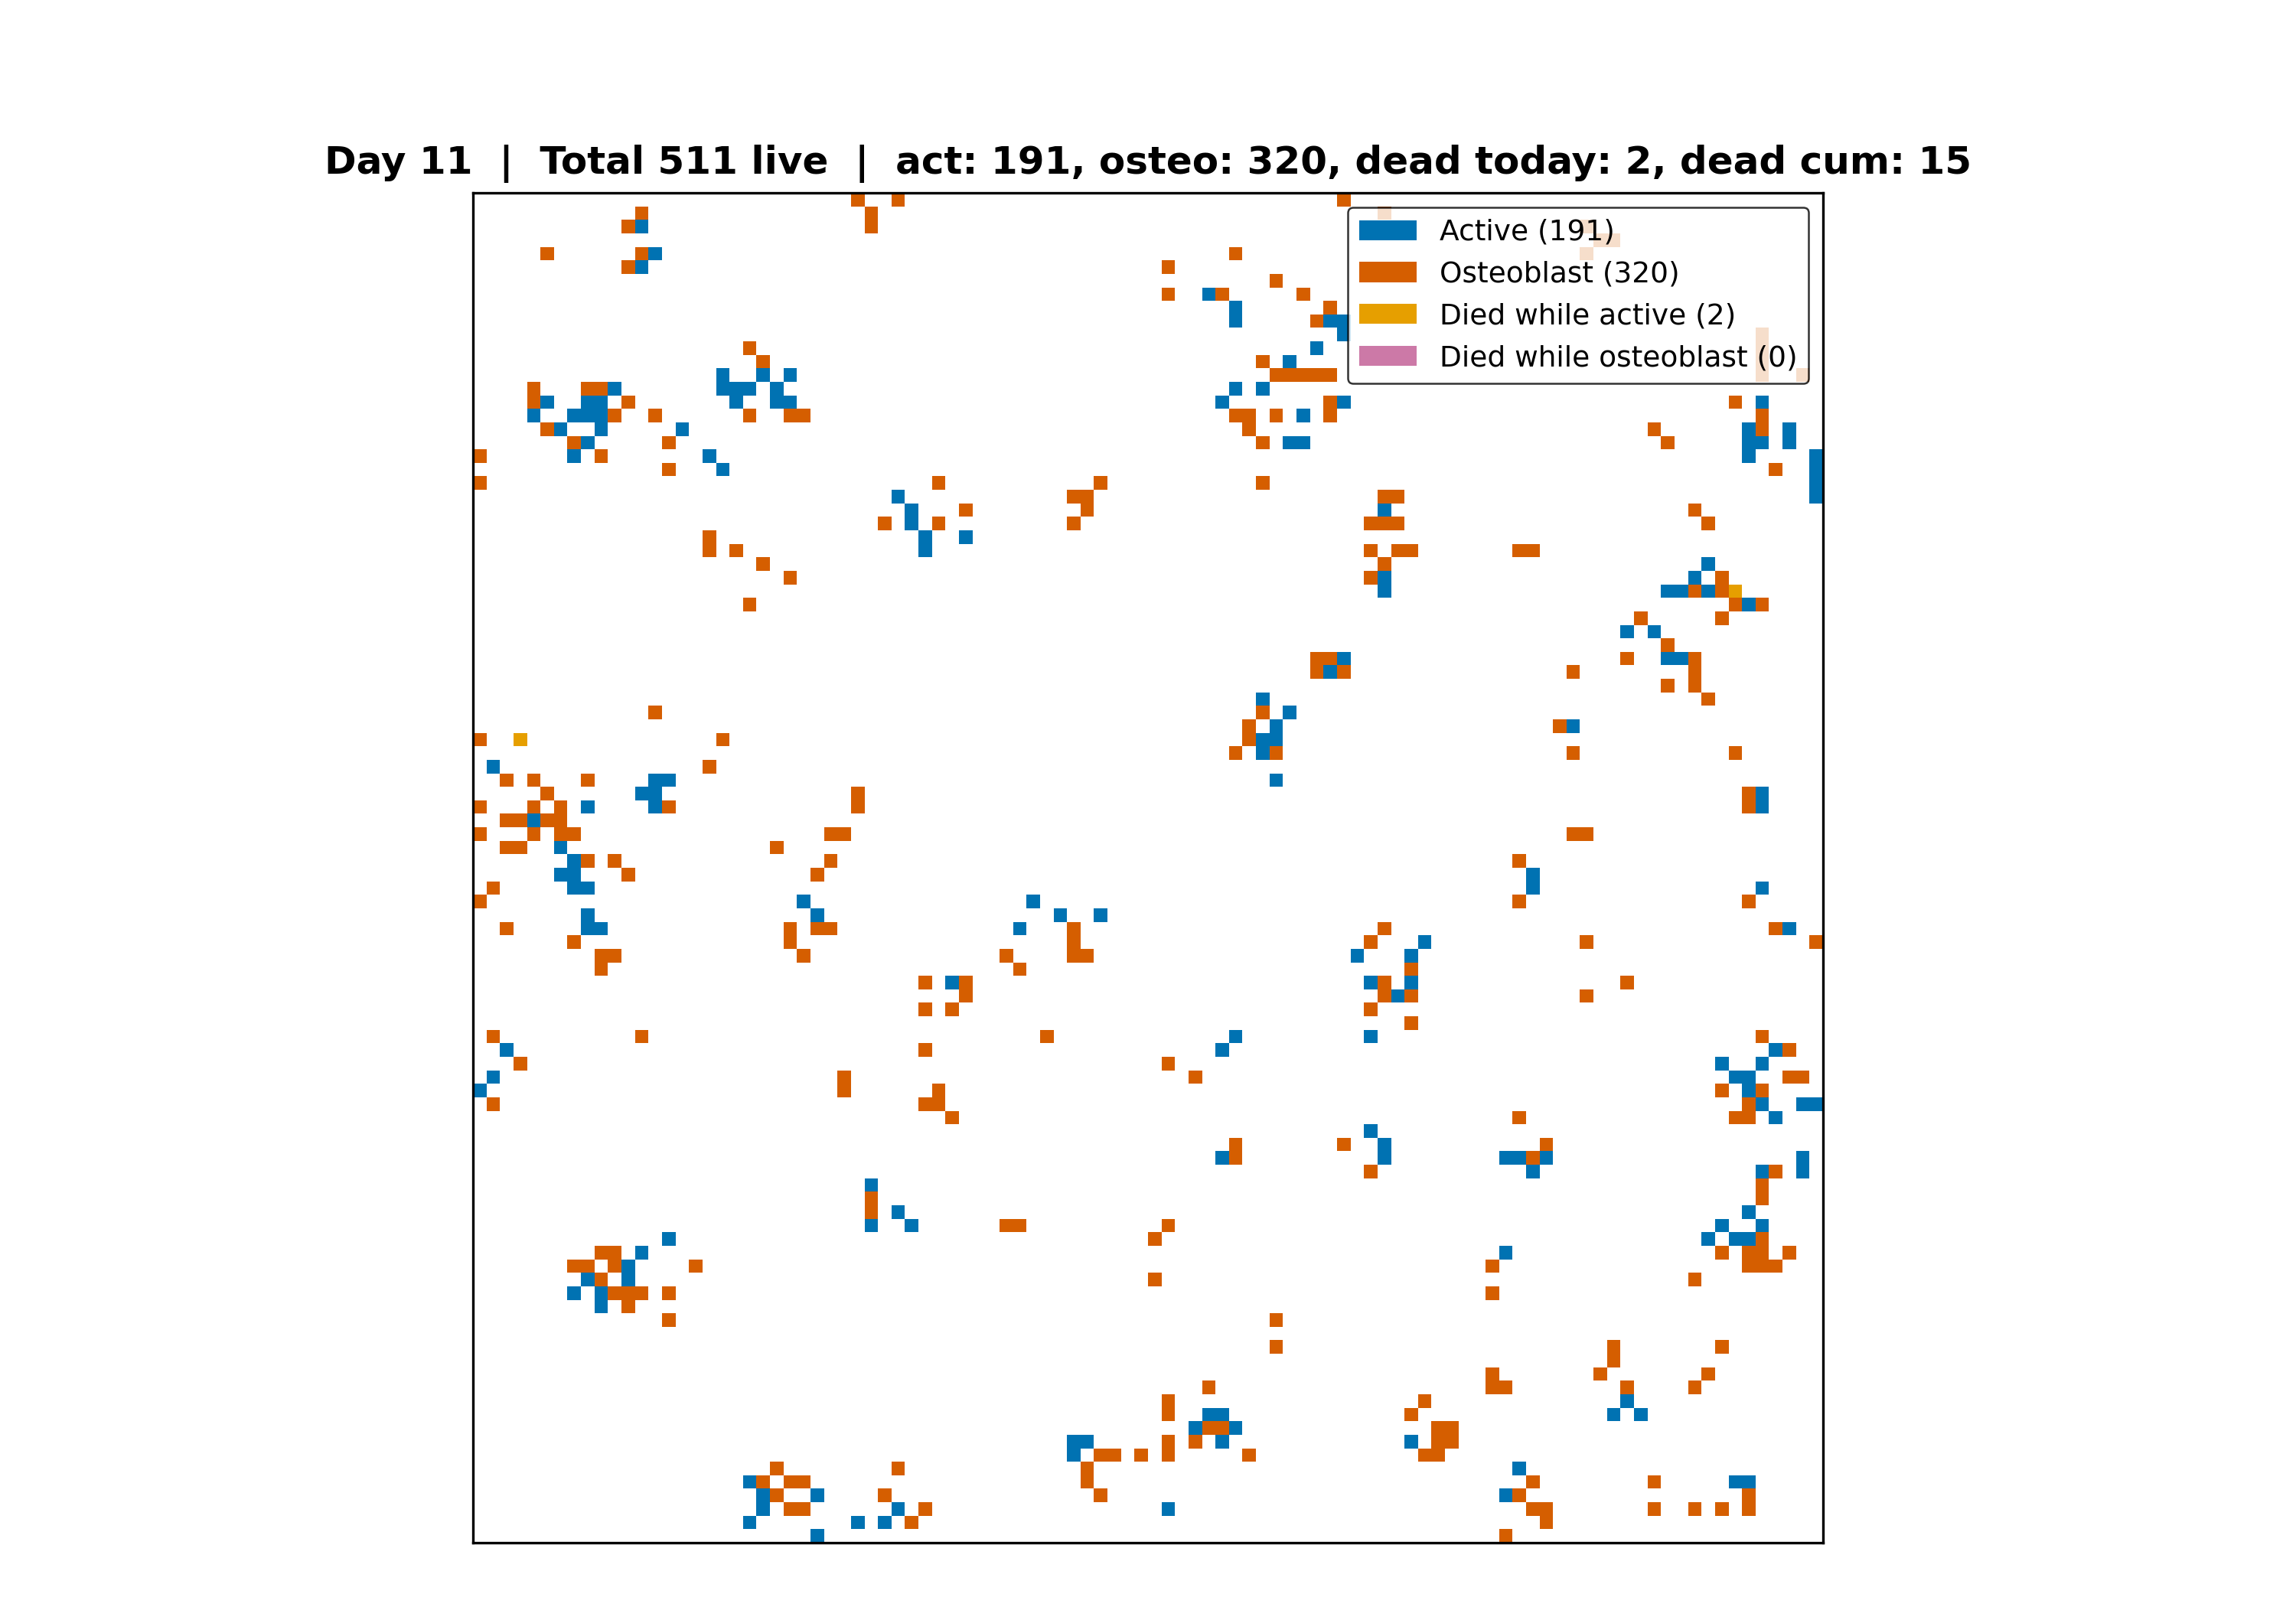 Day 11 | Total 511 live | act: 191, osteo: 320, dead today: 2, dead cum: 15
Active (191)
Osteoblast (320)
Died while active (2)
Died while osteoblast (0)